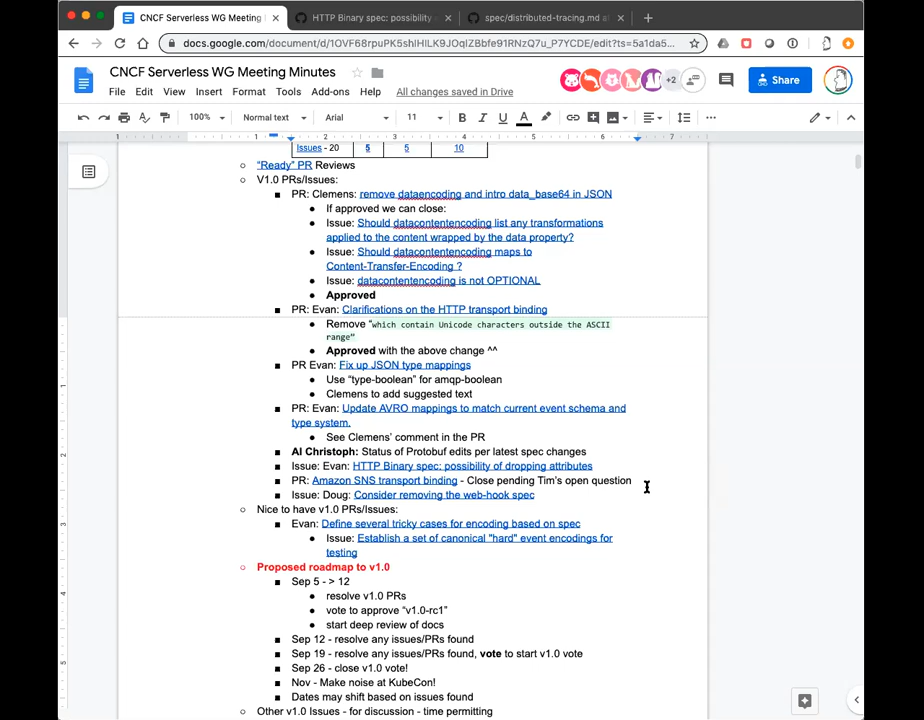 CNCF Serverless WG Meeting
HTTP Binary spec: possibility
spec/distributed-tracing.md at
docs.google.com/document/d/1OVF68rpuPK5shlHILK9JOqlZBbfe91RNzQ7u_P7YCDE/edit?ts=5a1da5...
CNCF Serverless WG Meeting Minutes
File Edit View Insert Format Tools Add-ons Help All changes saved in Drive
+2
Share
100% Normal text Arial 11
Issues - 20 5 5 10
"Ready" PR Reviews
V1.0 PRs/Issues:
PR: Clemens: remove dataencoding and intro data_base64 in JSON
If approved we can close:
Issue: Should datacontentencoding list any transformations
applied to the content wrapped by the data property?
Issue: Should datacontentencoding maps to
Content-Transfer-Encoding ?
Issue: datacontentencoding is not OPTIONAL
Approved
PR: Evan: Clarifications on the HTTP transport binding
Remove "which contain Unicode characters outside the ASCII
range"
Approved with the above change ^^
PR Evan: Fix up JSON type mappings
Use "type-boolean" for amqp-boolean
Clemens to add suggested text
PR: Evan: Update AVRO mappings to match current event schema and
type system.
See Clemens' comment in the PR
AI Christoph: Status of Protobuf edits per latest spec changes
Issue: Evan: HTTP Binary spec: possibility of dropping attributes
PR: Amazon SNS transport binding - Close pending Tim's open question
Issue: Doug: Consider removing the web-hook spec
Nice to have v1.0 PRs/Issues:
Evan: Define several tricky cases for encoding based on spec
Issue: Establish a set of canonical "hard" event encodings for
testing
Proposed roadmap to v1.0
Sep 5 - > 12
resolve v1.0 PRs
vote to approve "v1.0-rc1"
start deep review of docs
Sep 12 - resolve any issues/PRs found
Sep 19 - resolve any issues/PRs found, vote to start v1.0 vote
Sep 26 - close v1.0 vote!
Nov - Make noise at KubeCon!
Dates may shift based on issues found
Other v1.0 Issues - for discussion - time permitting